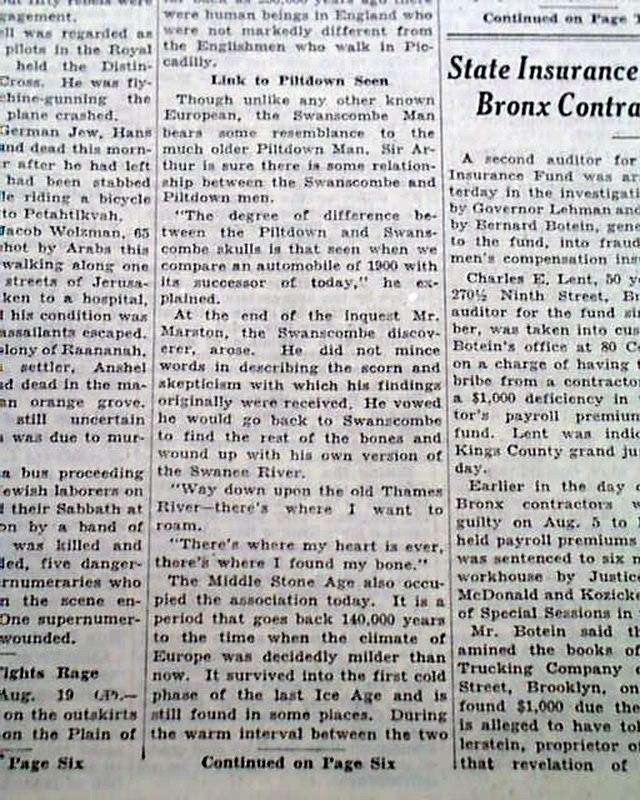 gagement.
ll was regarded as
pilots in the Royal
held the Distin-
Cross. He was fly-
chine-gunning the
plane crashed.
German Jew, Hans
und dead this morn-
r after he had left
had been stabbed
le riding a bicycle
to Petahtikvah.
Jacob Wolzman, 65
shot by Arabs this
walking along one
streets of Jerusa-
ken to a hospital,
his condition was
assailants escaped.
olony of Raananah,
settler, Anshel
nd dead in the ma-
an orange grove.
still uncertain
was due to mur-
a bus proceeding
ewish laborers on
their Sabbath at
on by a band of
was killed and
ded, five danger-
ernumeraries who
n the scene en-
One supernumer-
wounded.
ights Rage
Aug. 19 (AP).—
on the outskirts
on the Plain of
Page Six
were human beings in England who
were not markedly different from
the Englishmen who walk in Pic-
cadilly.
Link to Piltdown Seen
Though unlike any other known
European, the Swanscombe Man
bears some resemblance to the
much older Piltdown Man. Sir Ar-
thur is sure there is some relation-
ship between the Swanscombe and
Piltdown men.
"The degree of difference be-
tween the Piltdown and Swans-
combe skulls is that seen when we
compare an automobile of 1900 with
its successor of today," he ex-
plained.
At the end of the inquest Mr.
Marston, the Swanscombe discov-
erer, arose. He did not mince
words in describing the scorn and
skepticism with which his findings
originally were received. He vowed
he would go back to Swanscombe
to find the rest of the bones and
wound up with his own version of
the Swanee River.
"Way down upon the old Thames
River—there's where I want to
roam.
"There's where my heart is ever,
there's where I found my bone."
The Middle Stone Age also occu-
pied the association today. It is a
period that goes back 140,000 years
to the time when the climate of
Europe was decidedly milder than
now. It survived into the first cold
phase of the last Ice Age and is
still found in some places. During
the warm interval between the two
Continued on Page Six
Continued on Page
State Insurance
Bronx Contra
A second auditor for
Insurance Fund was ar
terday in the investigati
by Governor Lehman and
by Bernard Botein, gene
to the fund, into fraud
men's compensation ins
Charles E. Lent, 50 y
270½ Ninth Street, B
auditor for the fund si
ber, was taken into cus
Botein's office at 80 C
on a charge of having
bribe from a contracto
a $1,000 deficiency in
tor's payroll premium
fund. Lent was indic
Kings County grand ju
day.
Earlier in the day
Bronx contractors w
guilty on Aug. 5 to
held payroll premiums
was sentenced to six m
workhouse by Justic
McDonald and Kozicke
of Special Sessions in
Mr. Botein said th
amined the books of
Trucking Company
Street, Brooklyn, on
found $1,000 due the
is alleged to have tol
lerstein, proprietor o
that revelation of